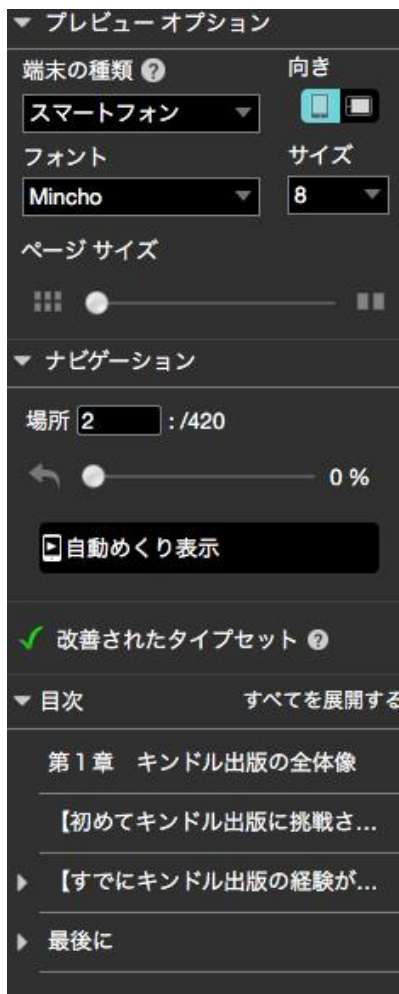 プレビュー オプション
端末の種類 ?
向き
スマートフォン
フォント
サイズ
Mincho
8
ページ サイズ
ナビゲーション
場所 2 : /420
0 %
自動めくり表示
改善されたタイプセット ?
目次 すべてを展開する
第1章 キンドル出版の全体像
【初めてキンドル出版に挑戦さ...
【すでにキンドル出版の経験が...
最後に